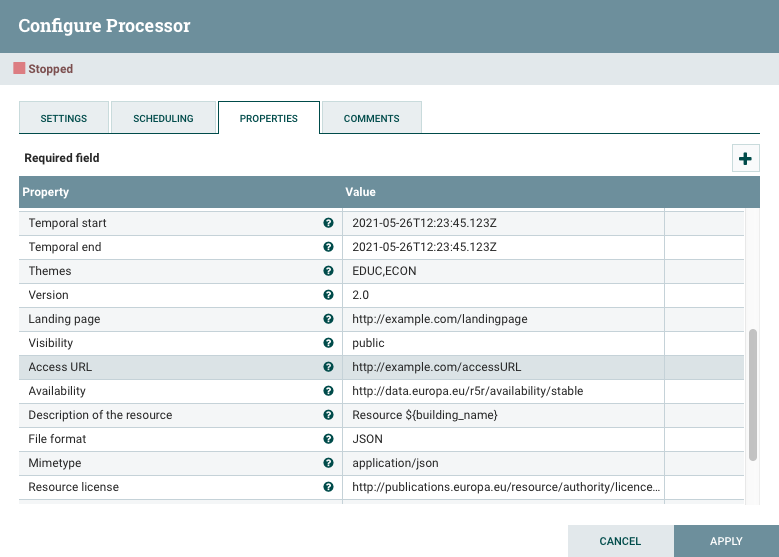 Configure Processor
Stopped
SETTINGS SCHEDULING PROPERTIES COMMENTS
Required field
Property Value
Temporal start 2021-05-26T12:23:45.123Z
Temporal end 2021-05-26T12:23:45.123Z
Themes EDUC,ECON
Version 2.0
Landing page http://example.com/landingpage
Visibility public
Access URL http://example.com/accessURL
Availability http://data.europa.eu/r5r/availability/stable
Description of the resource Resource ${building_name}
File format JSON
Mimetype application/json
Resource license http://publications.europa.eu/resource/authority/licence...
CANCEL APPLY